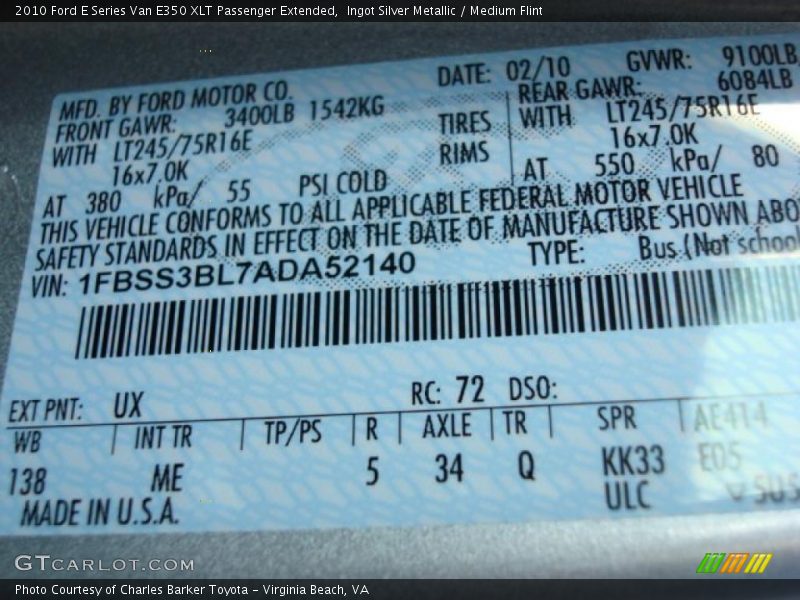 2010 Ford E Series Van E350 XLT Passenger Extended, Ingot Silver Metallic / Medium Flint
MFD. BY FORD MOTOR CO. DATE: 02/10 GVWR: 9100LB
FRONT GAWR: 3400LB 1542KG REAR GAWR: 6084LB
WITH LT245/75R16E TIRES WITH LT245/75R16E
16x7.0K RIMS 16x7.0K
AT 380 kPa/ 55 PSI COLD AT 550 kPa/ 80
THIS VEHICLE CONFORMS TO ALL APPLICABLE FEDERAL MOTOR VEHICLE
SAFETY STANDARDS IN EFFECT ON THE DATE OF MANUFACTURE SHOWN ABO
VIN: 1FBSS3BL7ADA52140 TYPE: Bus (Not school
EXT PNT: UX RC: 72 DSO:
WB INT TR TP/PS R AXLE TR SPR AE414
138 ME 5 34 Q KK33 E05
MADE IN U.S.A. ULC
GTCARLOT.COM
Photo Courtesy of Charles Barker Toyota - Virginia Beach, VA